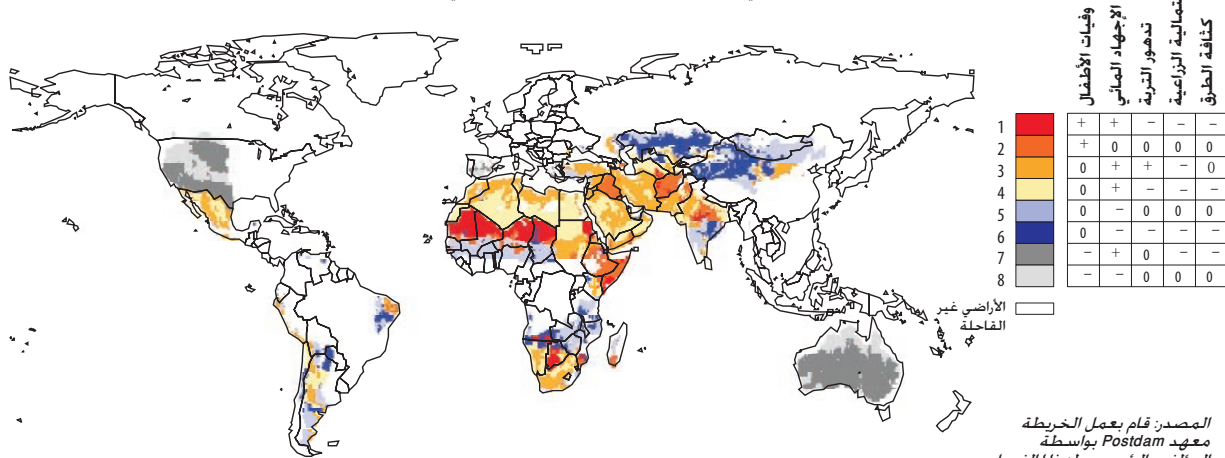 وفيات الأطفال
الإجهاد المائي
تدهور التربة
الزراعية
كثافة الطرق
1 + + – – –
2 + 0 0 0 0
3 0 + + – 0
4 0 + – – –
5 0 – 0 0 0
6 0 – – – –
7 – + 0 – –
8 – – 0 0 0
الأراضي غير
القاحلة
المصدر: قام بعمل الخريطة
معهد Postdam بواسطة